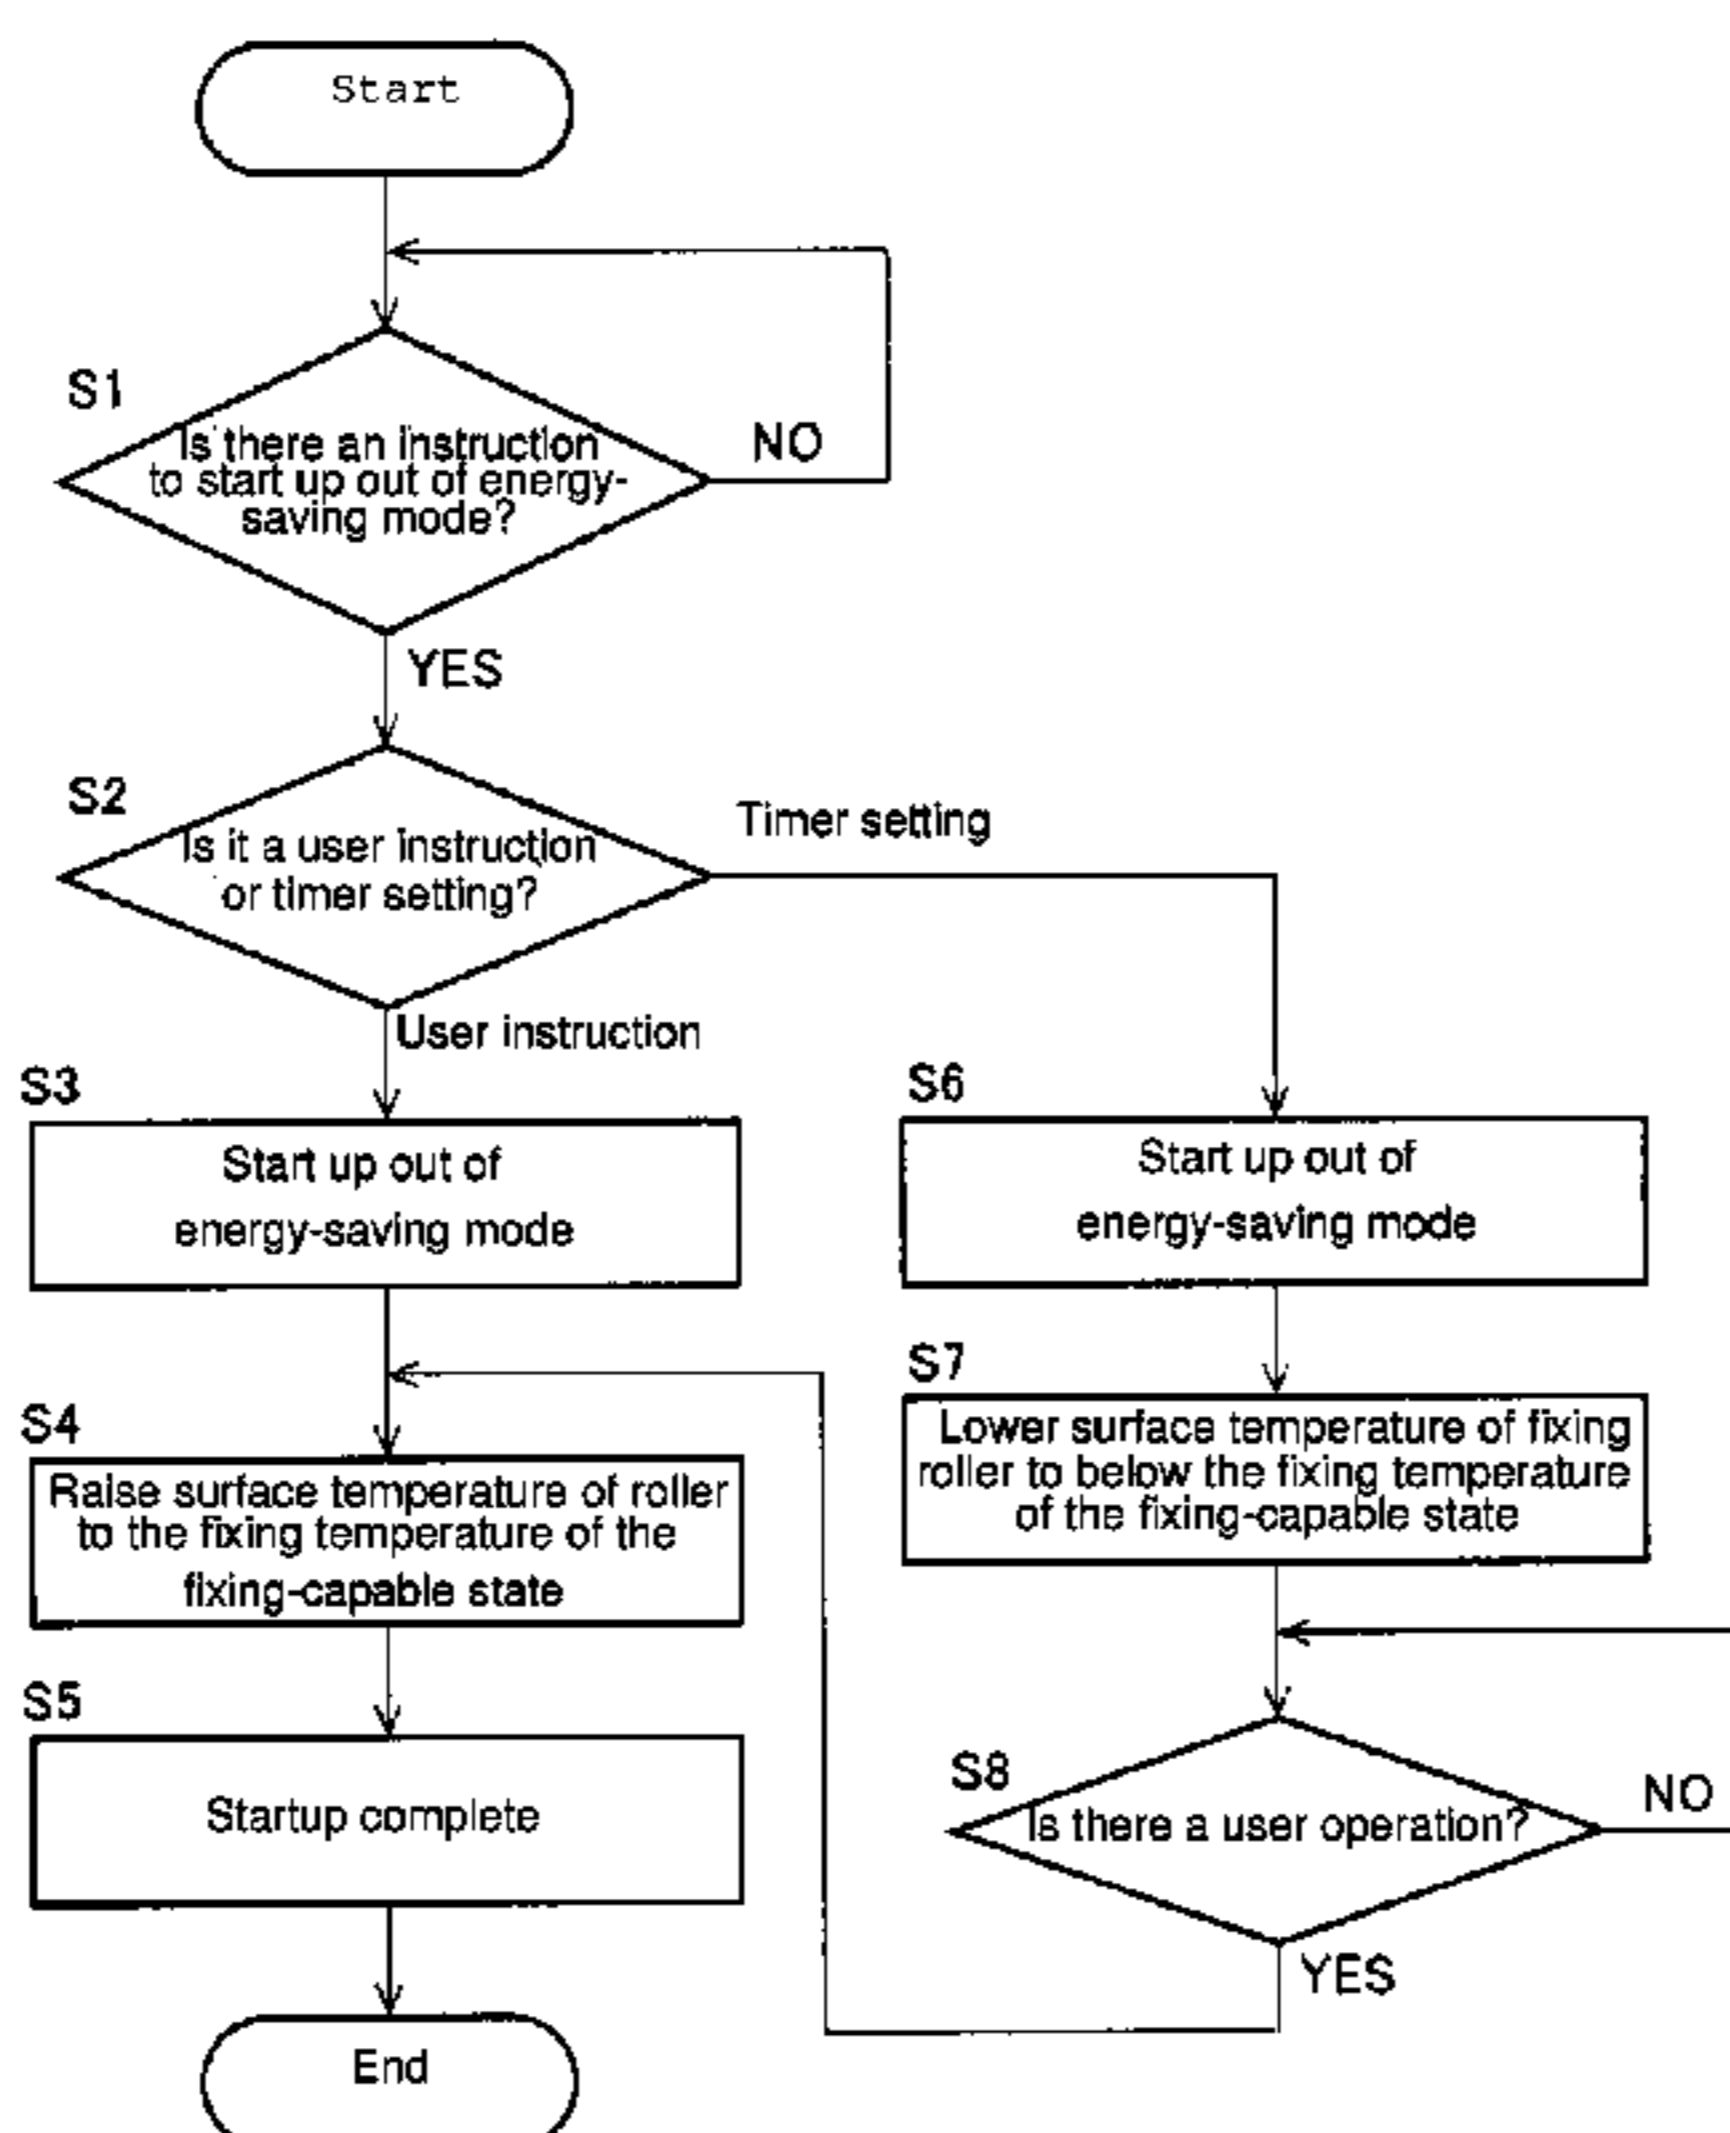 Start
S1
Is there an instruction
to start up out of energy-
saving mode?
NO
YES
S2
Is it a user instruction
or timer setting?
Timer setting
User instruction
S3
Start up out of
energy-saving mode
S6
Start up out of
energy-saving mode
S7
Lower surface temperature of fixing
roller to below the fixing temperature
of the fixing-capable state
S4
Raise surface temperature of roller
to the fixing temperature of the
fixing-capable state
S5
Startup complete
S8
Is there a user operation?
NO
YES
End